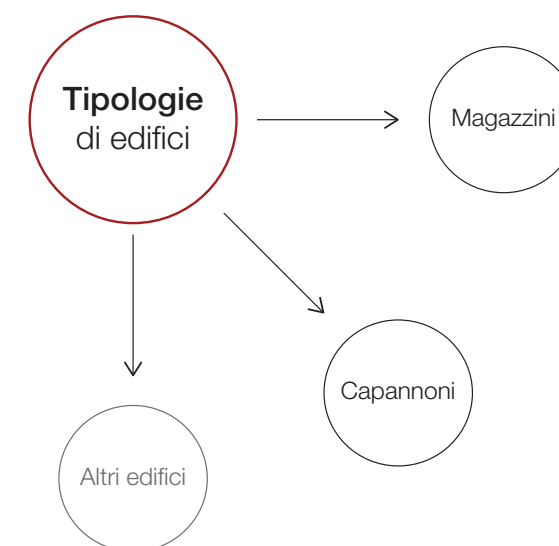 Tipologie
di edifici
Magazzini
Capannoni
Altri edifici